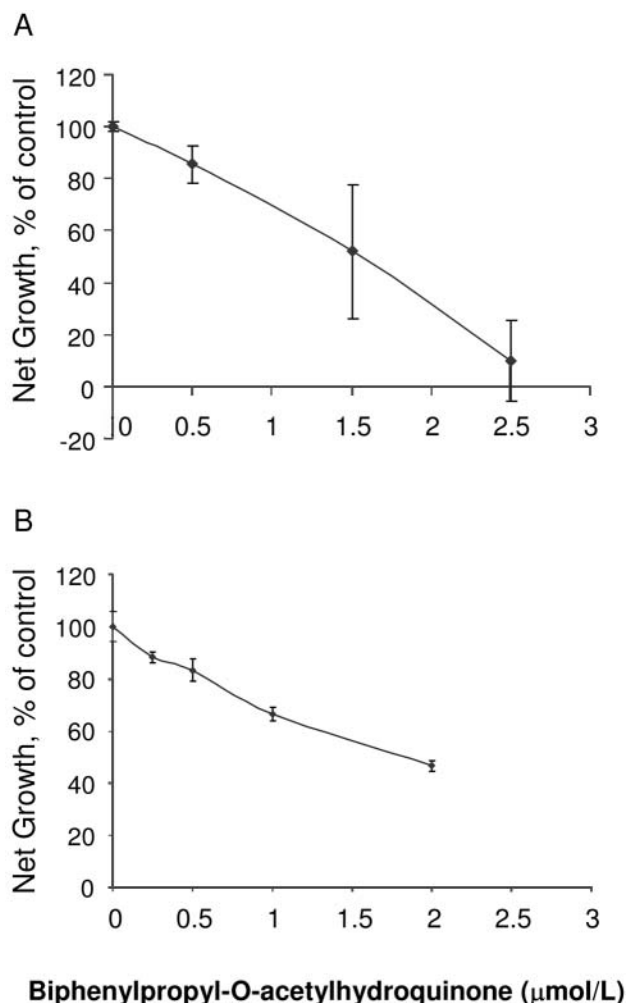 A
Net Growth, % of control
120
100
80
60
40
20
0
-20
0 0.5 1 1.5 2 2.5 3
B
Net Growth, % of control
120
100
80
60
40
20
0
0 0.5 1 1.5 2 2.5 3
Biphenylpropyl-O-acetylhydroquinone (μmol/L)